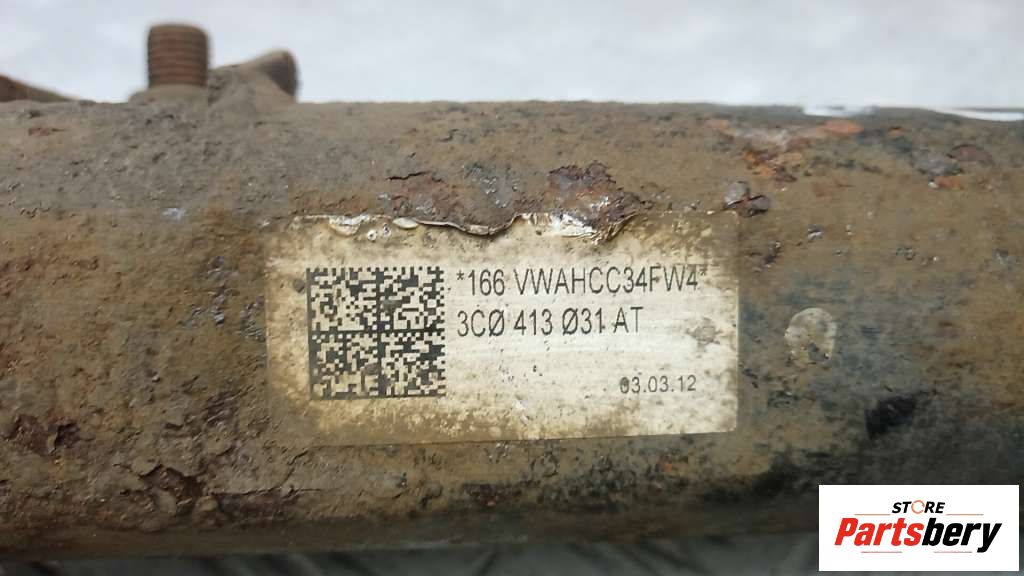 *166 VWAHCC34FW4*
3CØ 413 Ø31 AT
03.03.12
STORE
Partsbery